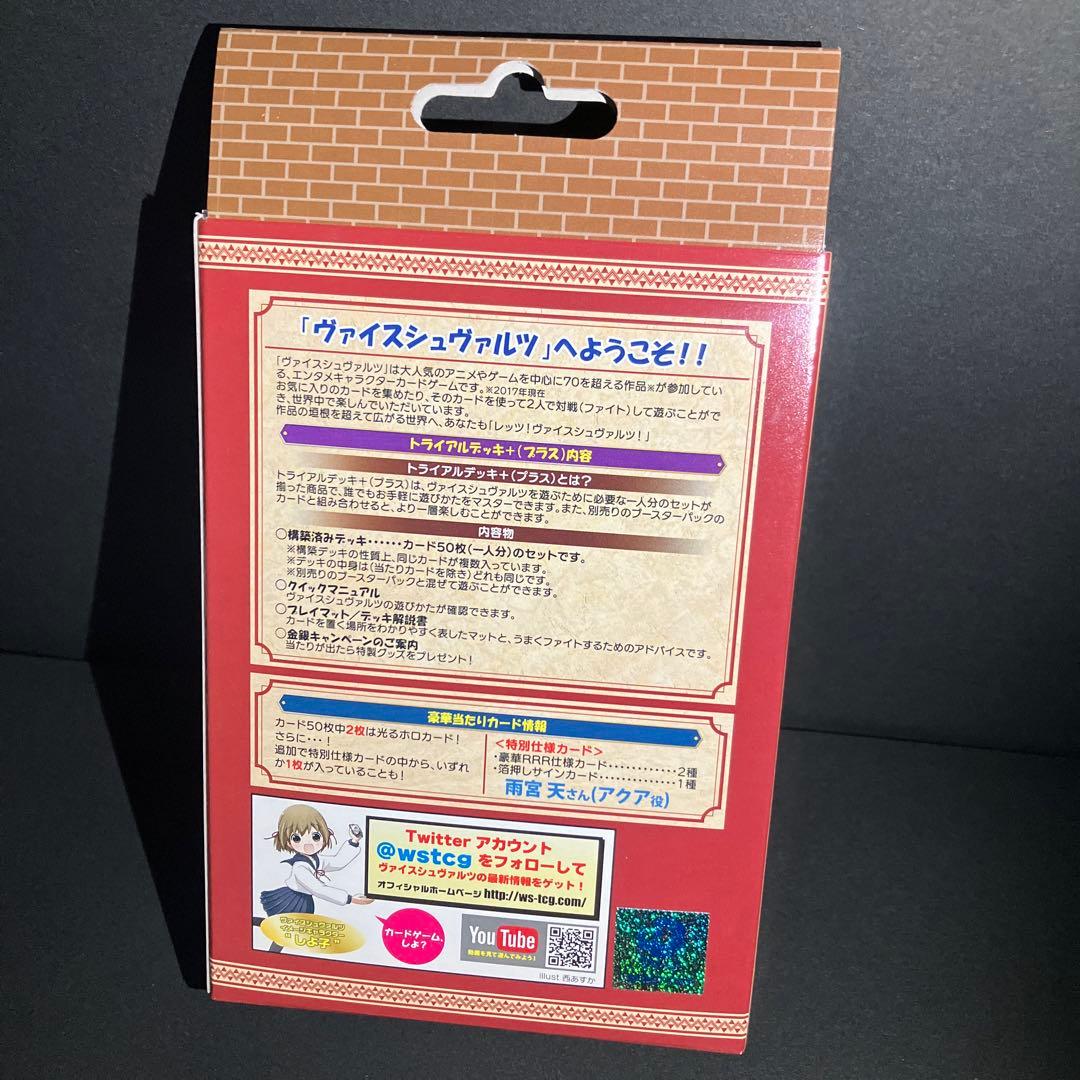 「ヴァイスシュヴァルツ」へようこそ!!
「ヴァイスシュヴァルツ」は大人気のアニメやゲームを中心に70を超える作品※が参加してい
る、エンタメキャラクターカードゲームです。※2017年現在
お気に入りのカードを集めたり、そのカードを使って2人で対戦(ファイト)して遊ぶことがで
き、世界中で楽しんでいただいています。
作品の垣根を超えて広がる世界へ、あなたも「レッツ!ヴァイスシュヴァルツ!」
トライアルデッキ+(プラス)内容
トライアルデッキ+(プラス)とは?
トライアルデッキ+(プラス)は、ヴァイスシュヴァルツを遊ぶために必要な一人分のセットが
揃った商品で、誰でもお手軽に遊びかたをマスターできます。また、別売りのブースターパックの
カードと組み合わせると、より一層楽しむことができます。
内容物
○構築済みデッキ‥‥‥カード50枚(一人分)のセットです。
※構築デッキの性質上、同じカードが複数入っています。
※デッキの中身は(当たりカードを除き)どれも同じです。
※別売りのブースターパックと混ぜて遊ぶことができます。
○クイックマニュアル
ヴァイスシュヴァルツの遊びかたが確認できます。
○プレイマット/デッキ解説書
カードを置く場所をわかりやすく表したマットと、うまくファイトするためのアドバイスです。
○金銀キャンペーンのご案内
当たりが出たら特製グッズをプレゼント!
豪華当たりカード情報
カード50枚中2枚は光るホロカード!
さらに・・・!
追加で特別仕様カードの中から、いずれ
か1枚が入っていることも!
<特別仕様カード>
・豪華RRR仕様カード‥‥‥‥‥‥2種
・箔押しサインカード‥‥‥‥‥‥‥1種
雨宮 天さん(アクア役)
Twitter アカウント
@wstcg をフォローして
ヴァイスシュヴァルツの最新情報をゲット!
オフィシャルホームページ http://ws-tcg.com/
ヴァイスシュヴァルツ
イメージキャラクター
"しよ子"
カードゲーム、
しよ?
YouTube
動画を見て遊んでみよう!
illust.西あすか